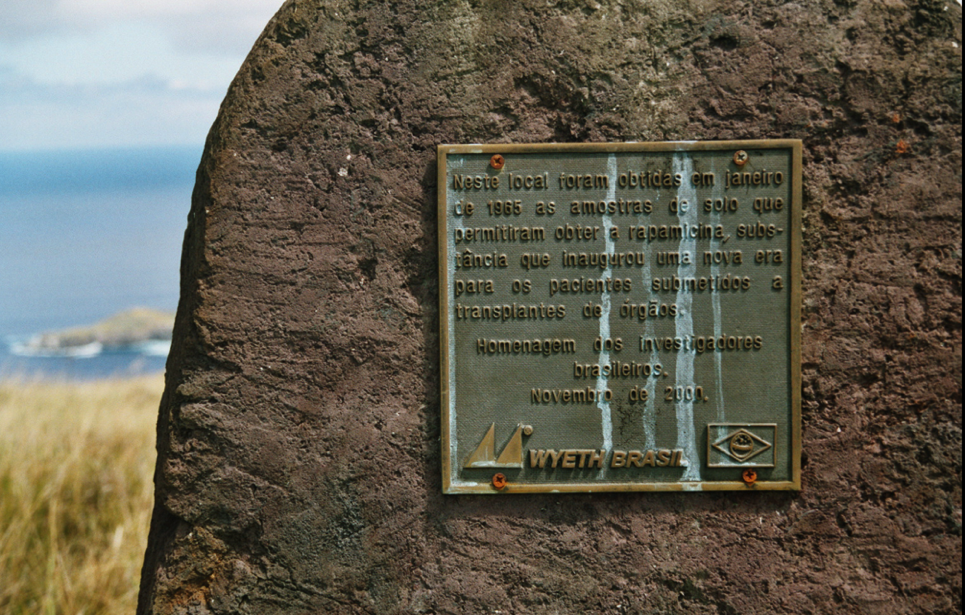 Neste local foram obtidas em janeiro
de 1965 as amostras de solo que
permitiram obter a rapamicina, subs-
tância que inaugurou uma nova era
para os pacientes submetidos a
transplantes de órgãos.
Homenagem dos investigadores
brasileiros.
Novembro de 2000.
WYETH BRASIL